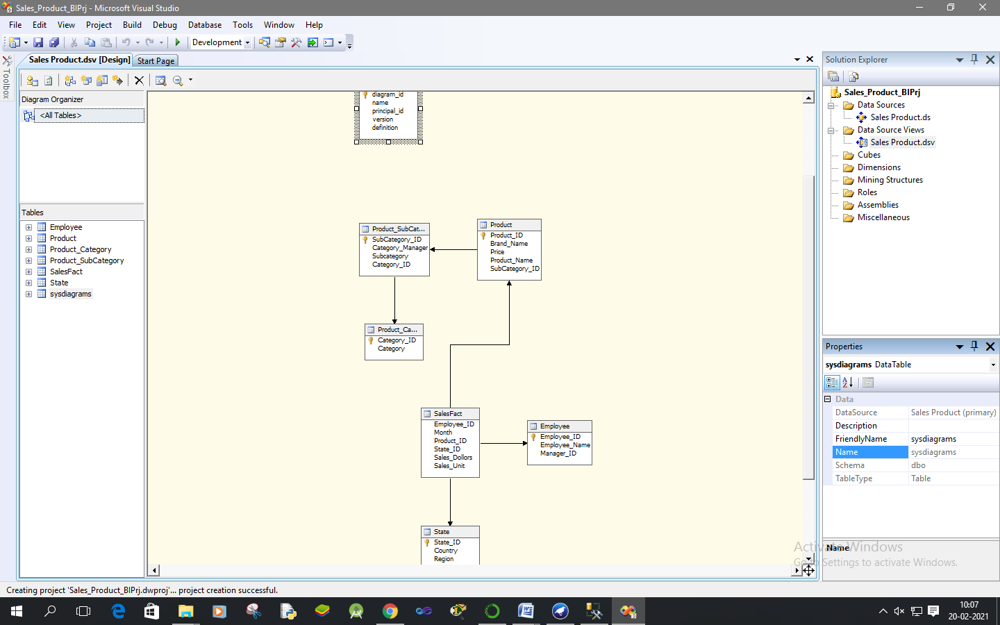 Sales_Product_BIPrj - Microsoft Visual Studio
File Edit View Project Build Debug Database Tools Window Help
Development
Toolbox
Sales Product.dsv [Design] Start Page
Diagram Organizer
<All Tables>
Tables
Employee
Product
Product_Category
Product_SubCategory
SalesFact
State
sysdiagrams
diagram_id
name
principal_id
version
definition
Product_SubCat...
SubCategory_ID
Category_Manager
Subcategory
Category_ID
Product
Product_ID
Brand_Name
Price
Product_Name
SubCategory_ID
Product_Ca...
Category_ID
Category
SalesFact
Employee_ID
Month
Product_ID
State_ID
Sales_Dollors
Sales_Unit
Employee
Employee_ID
Employee_Name
Manager_ID
State
State_ID
Country
Region
Solution Explorer
Sales_Product_BIPrj
Data Sources
Sales Product.ds
Data Source Views
Sales Product.dsv
Cubes
Dimensions
Mining Structures
Roles
Assemblies
Miscellaneous
Properties
sysdiagrams DataTable
Data
DataSource Sales Product (primary)
Description
FriendlyName sysdiagrams
Name sysdiagrams
Schema dbo
TableType Table
Name
Activate Windows
Go to Settings to activate Windows.
Creating project 'Sales_Product_BIPrj.dwproj'... project creation successful.
10:07
20-02-2021